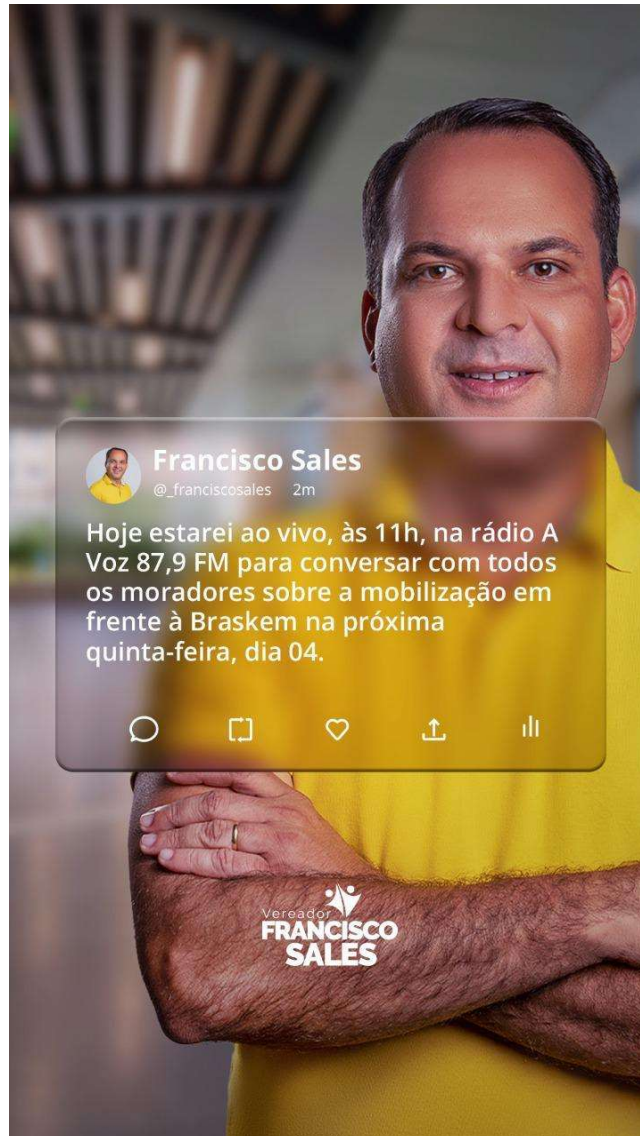 Francisco Sales
@_franciscosales 2m
Hoje estarei ao vivo, às 11h, na rádio A
Voz 87,9 FM para conversar com todos
os moradores sobre a mobilização em
frente à Braskem na próxima
quinta-feira, dia 04.
Vereador
FRANCISCO
SALES